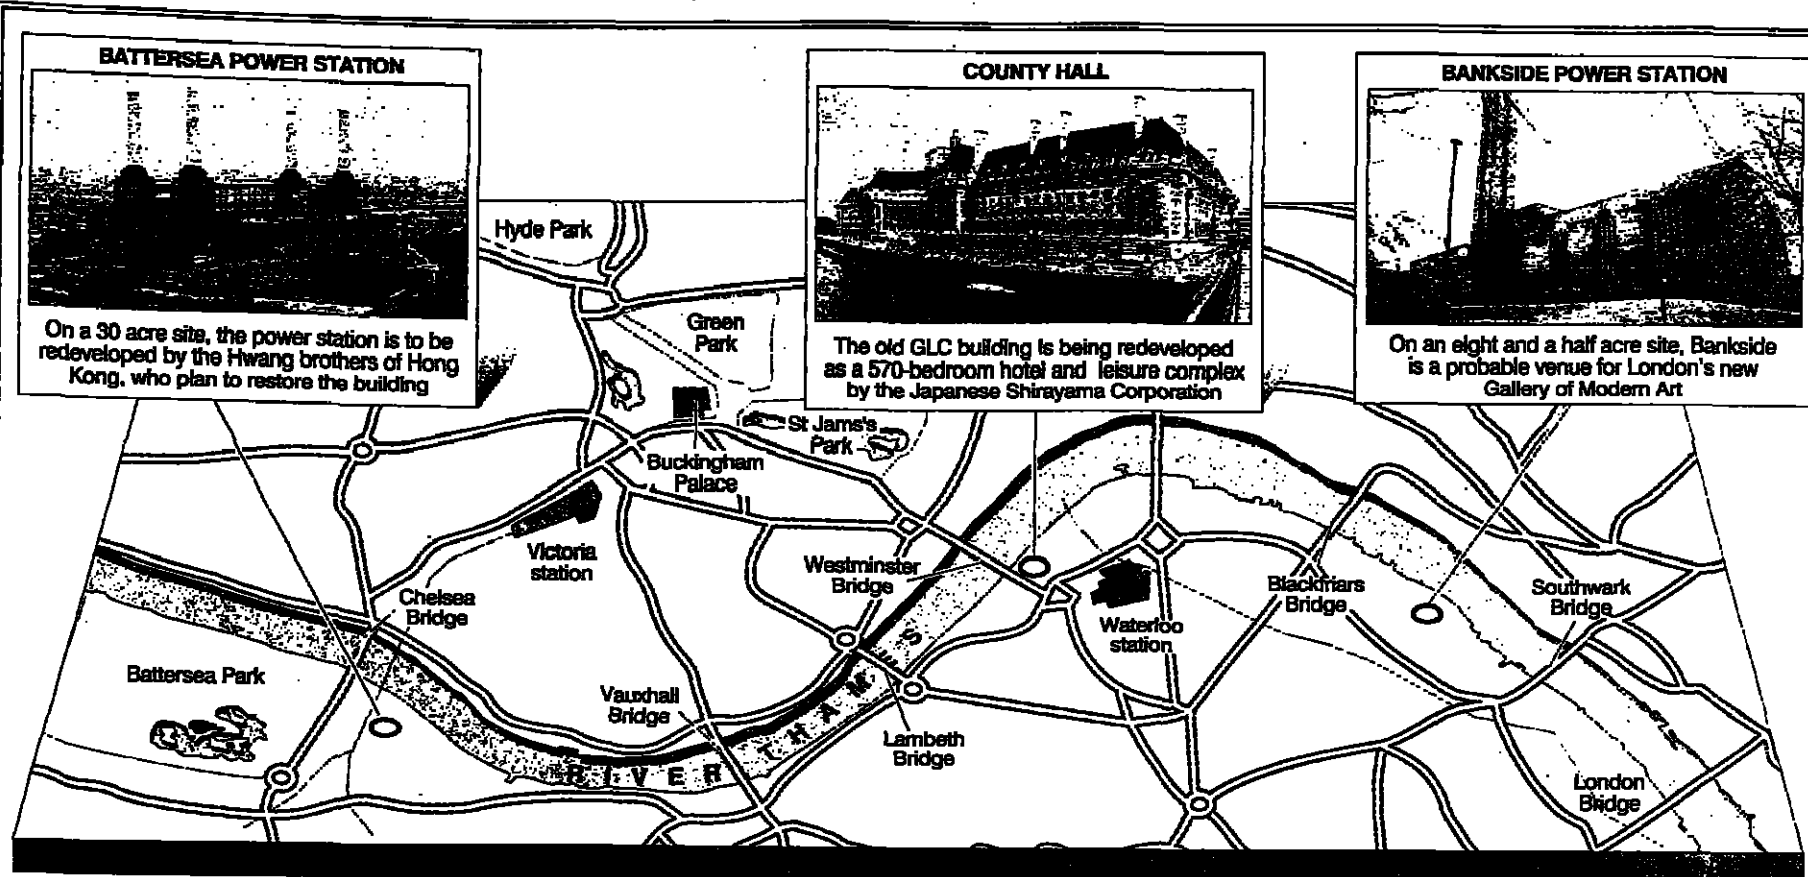 BATTERSEA POWER STATION
On a 30 acre site, the power station is to be
redeveloped by the Hwang brothers of Hong
Kong, who plan to restore the building
COUNTY HALL
The old GLC building is being redeveloped
as a 570-bedroom hotel and leisure complex
by the Japanese Shirayama Corporation
BANKSIDE POWER STATION
On an eight and a half acre site, Bankside
is a probable venue for London's new
Gallery of Modern Art
Hyde Park
Green
Park
St Jams's
Park
Buckingham
Palace
Victoria
station
Chelsea
Bridge
Battersea Park
Vauxhall
Bridge
Westminster
Bridge
Lambeth
Bridge
Waterloo
station
Blackfriars
Bridge
Southwark
Bridge
London
Bridge
RIVER THAMES